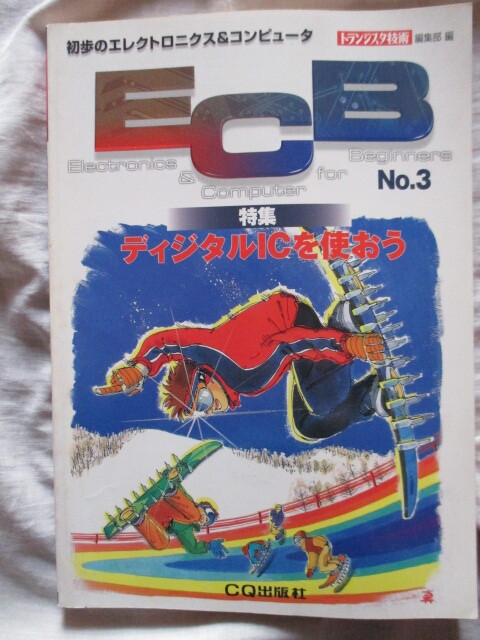 初歩のエレクトロニクス&コンピュータ
トランジスタ技術 編集部 編
ECB
Electronics & Computer for Beginners
No.3
特集
ディジタルICを使おう
CQ出版社